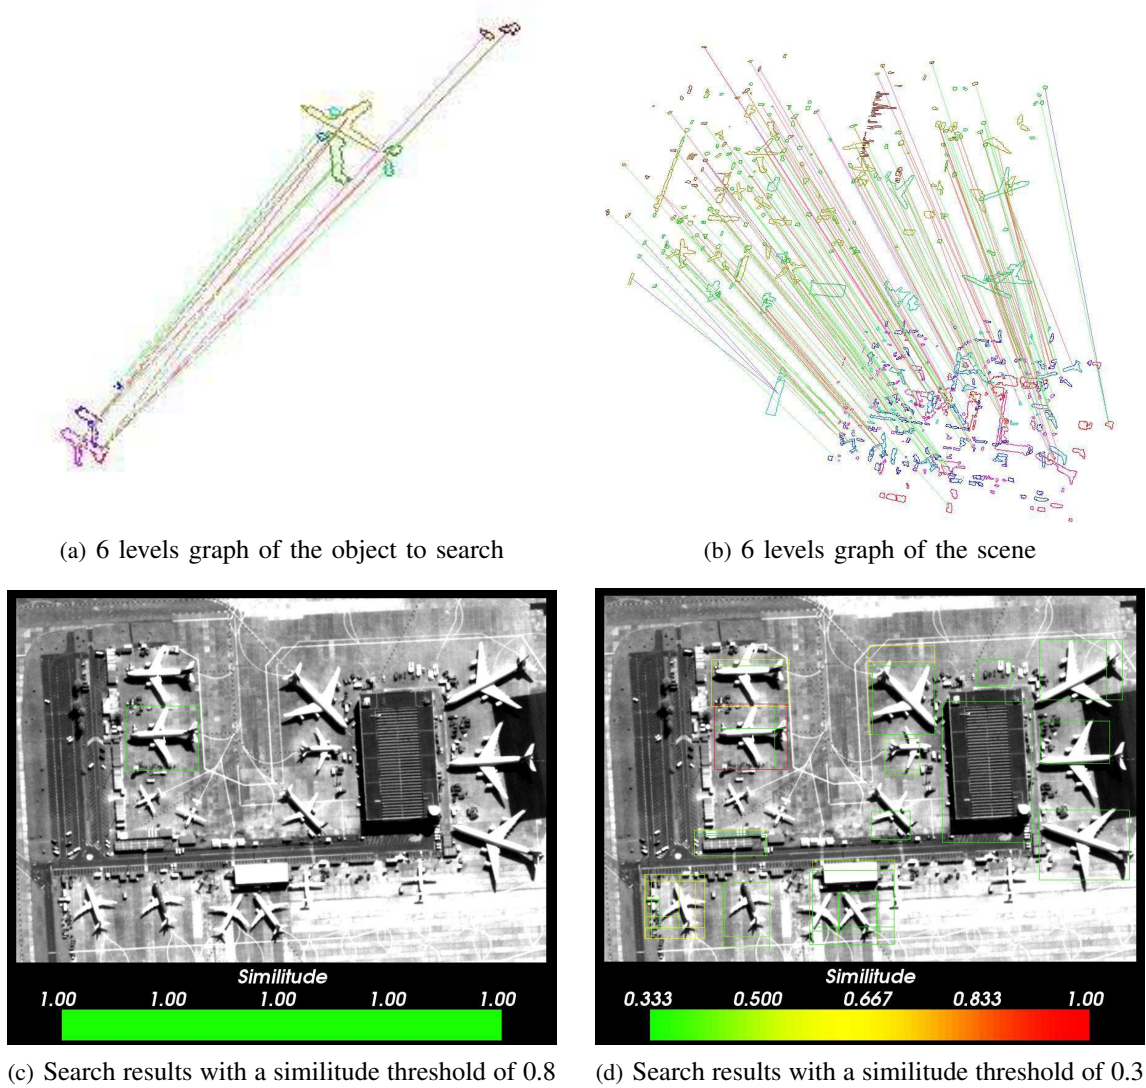 (a) 6 levels graph of the object to search
(b) 6 levels graph of the scene
Similitude
1.00 1.00 1.00 1.00 1.00
Similitude
0.333 0.500 0.667 0.833 1.00
(c) Search results with a similitude threshold of 0.8
(d) Search results with a similitude threshold of 0.3